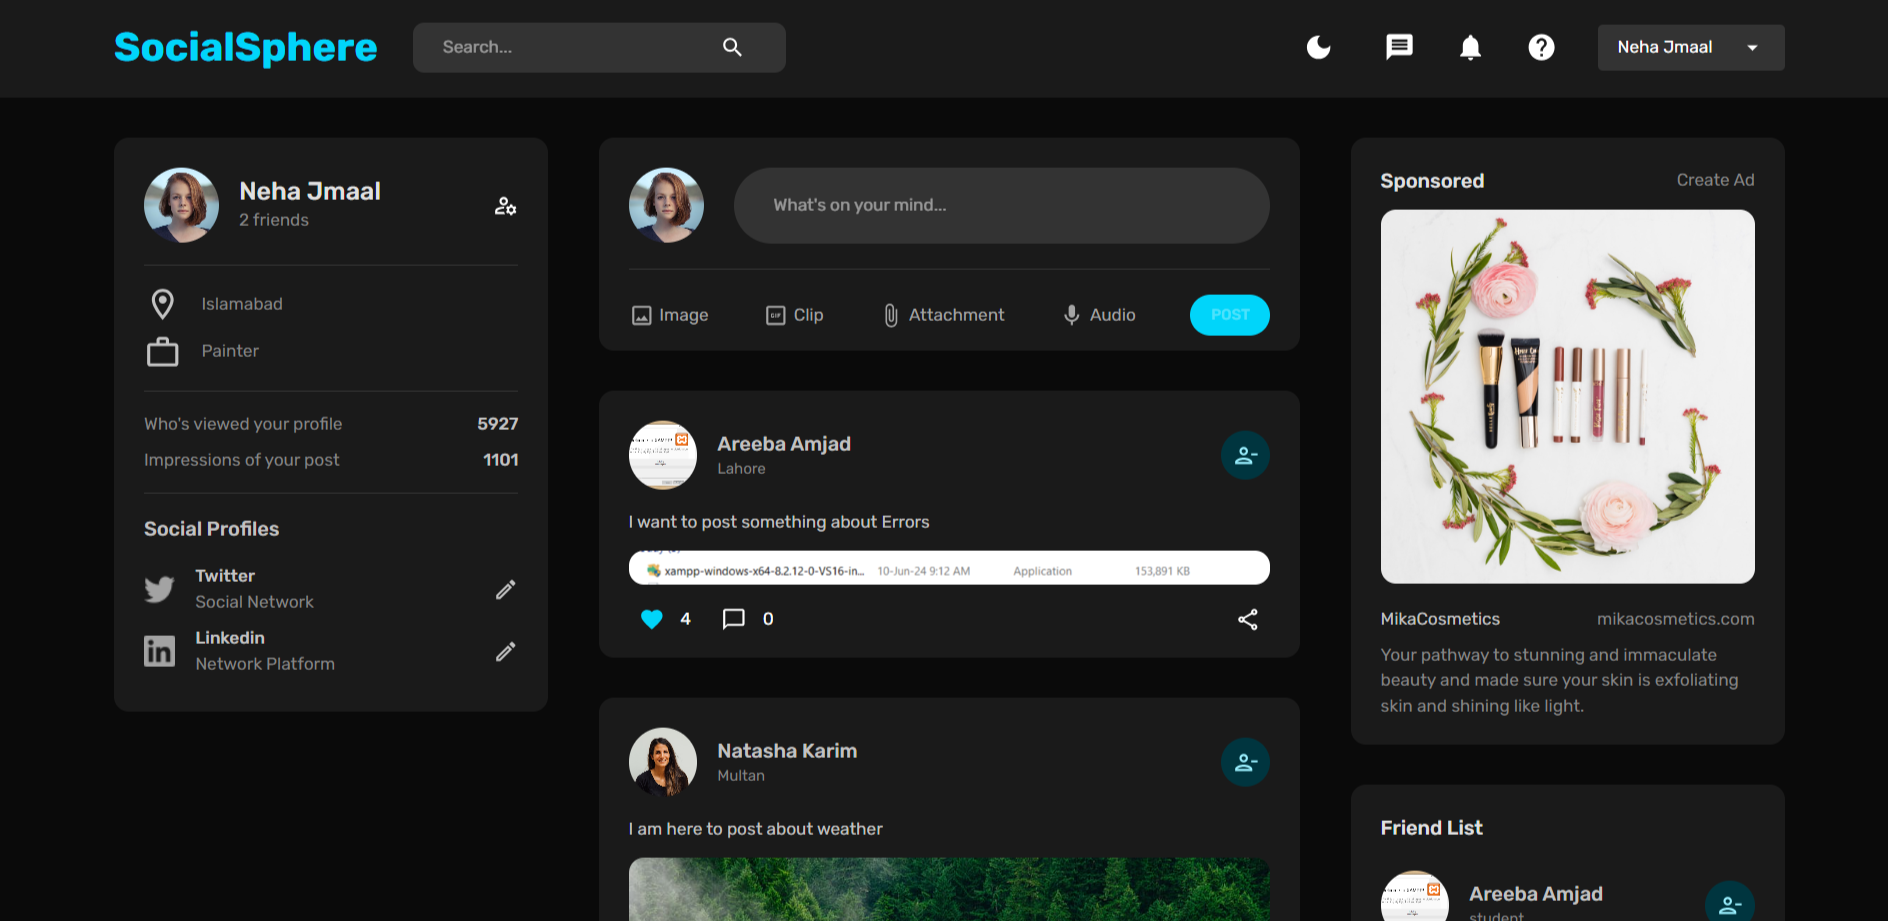 SocialSphere
Search...
Neha Jmaal
Neha Jmaal
2 friends
Islamabad
Painter
Who's viewed your profile 5927
Impressions of your post 1101
Social Profiles
Twitter
Social Network
Linkedin
Network Platform
What's on your mind...
Image
GIF
Clip
Attachment
Audio
POST
Areeba Amjad
Lahore
I want to post something about Errors
xampp-windows-x64-8.2.12-0-VS16-in... 10-Jun-24 9:12 AM Application 153,891 KB
4
0
Natasha Karim
Multan
I am here to post about weather
Sponsored Create Ad
MikaCosmetics mikacosmetics.com
Your pathway to stunning and immaculate
beauty and made sure your skin is exfoliating
skin and shining like light.
Friend List
Areeba Amjad
student